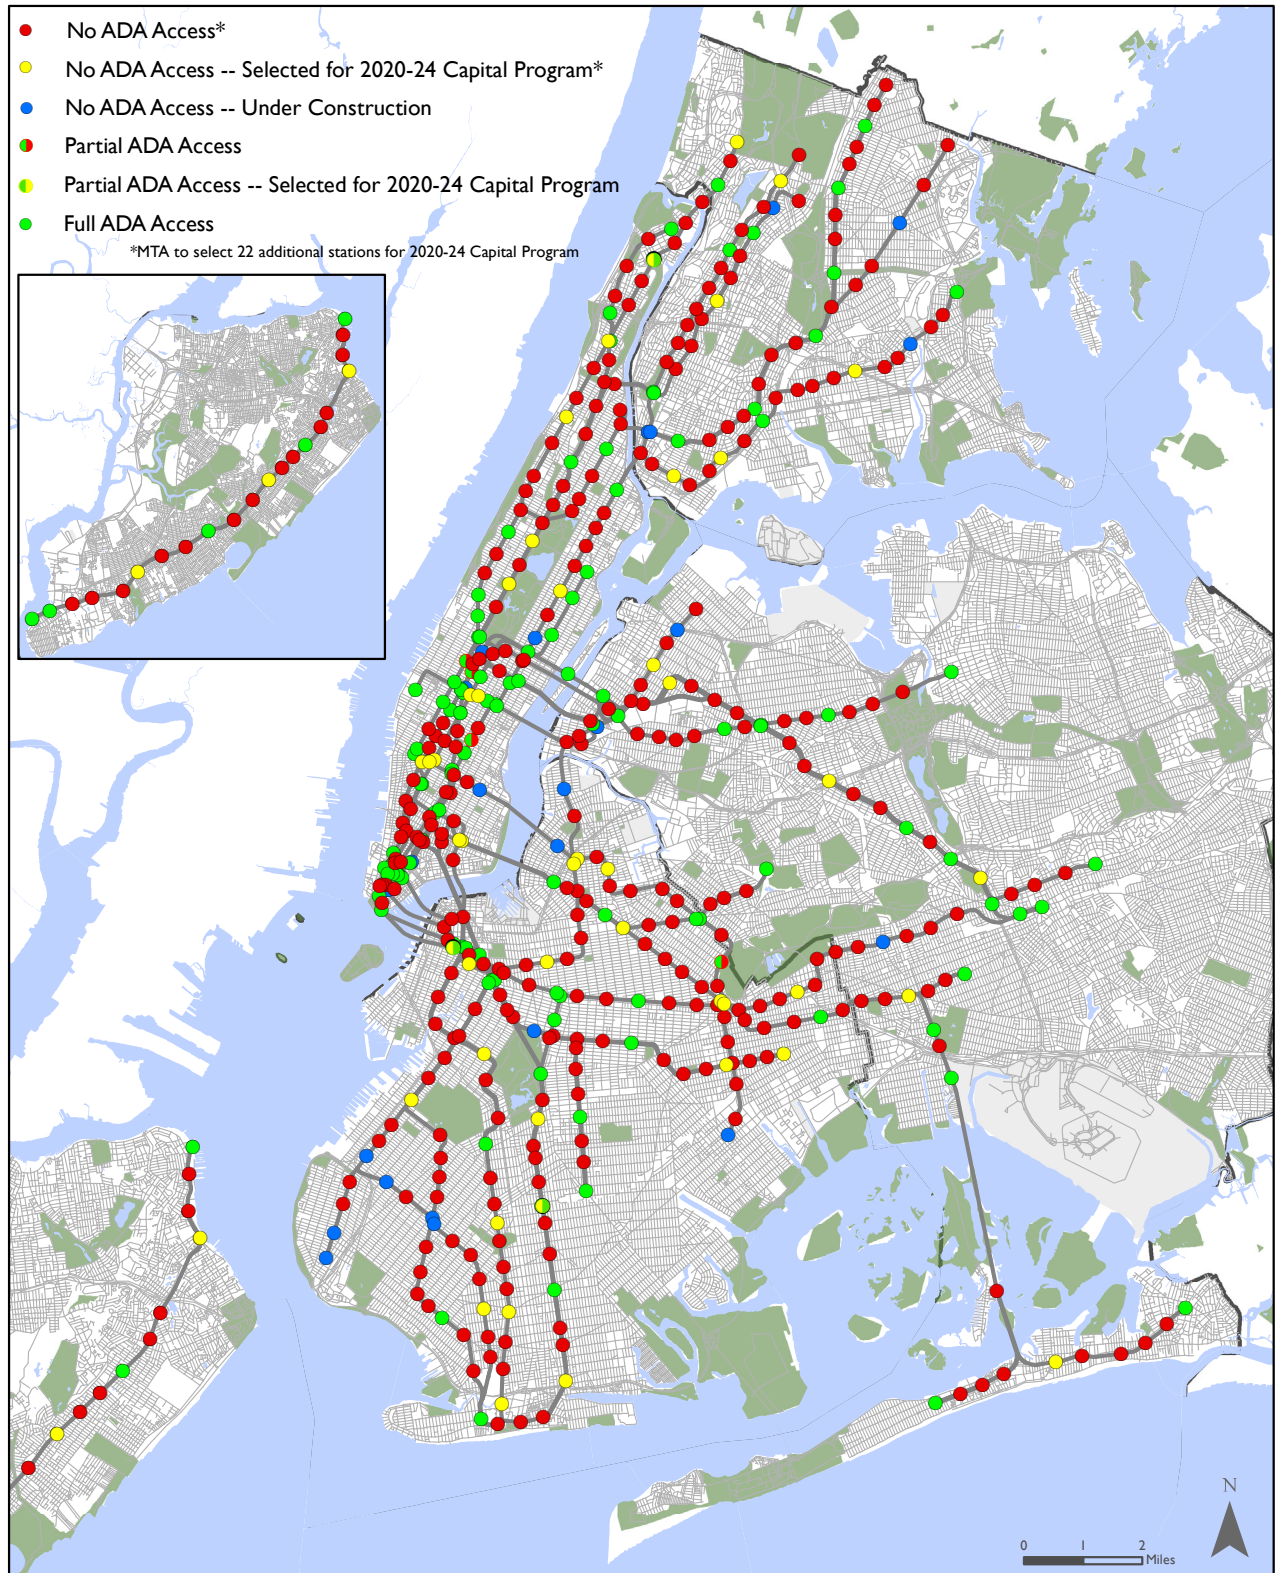 No ADA Access*
No ADA Access -- Selected for 2020-24 Capital Program*
No ADA Access -- Under Construction
Partial ADA Access
Partial ADA Access -- Selected for 2020-24 Capital Program
Full ADA Access
*MTA to select 22 additional stations for 2020-24 Capital Program
N
0 1 2
Miles